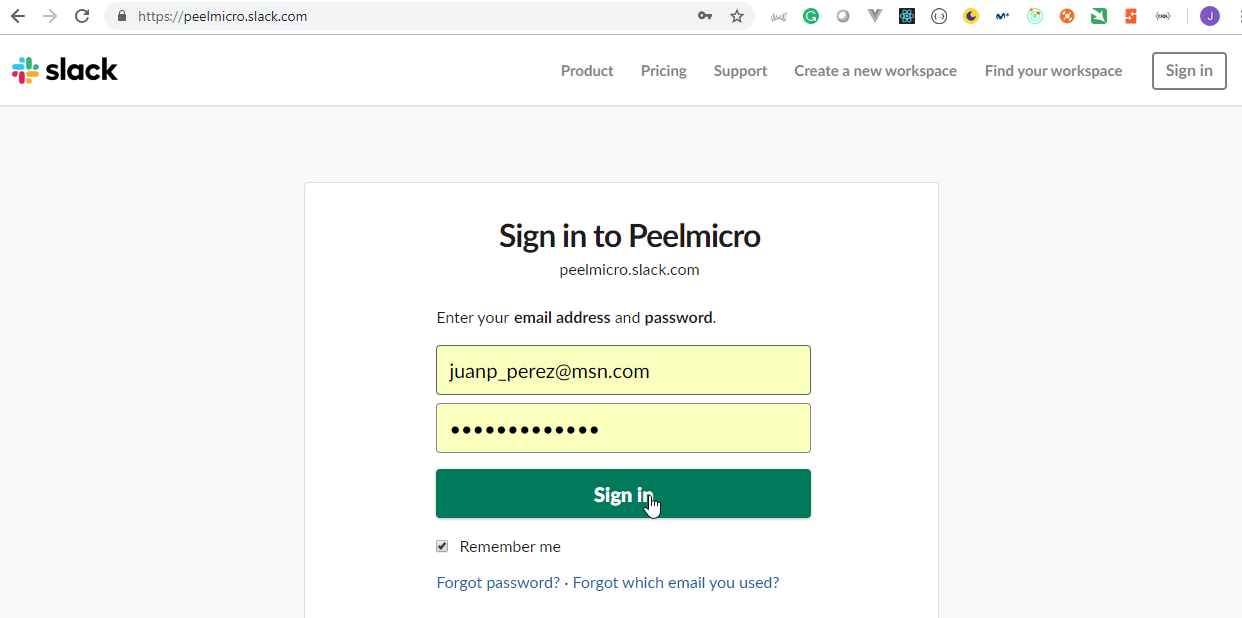 https://peelmicro.slack.com
J
slack
Product Pricing Support Create a new workspace Find your workspace Sign in
Sign in to Peelmicro
peelmicro.slack.com
Enter your email address and password.
juanp_perez@msn.com
•••••••••••••
Sign in
Remember me
Forgot password? · Forgot which email you used?